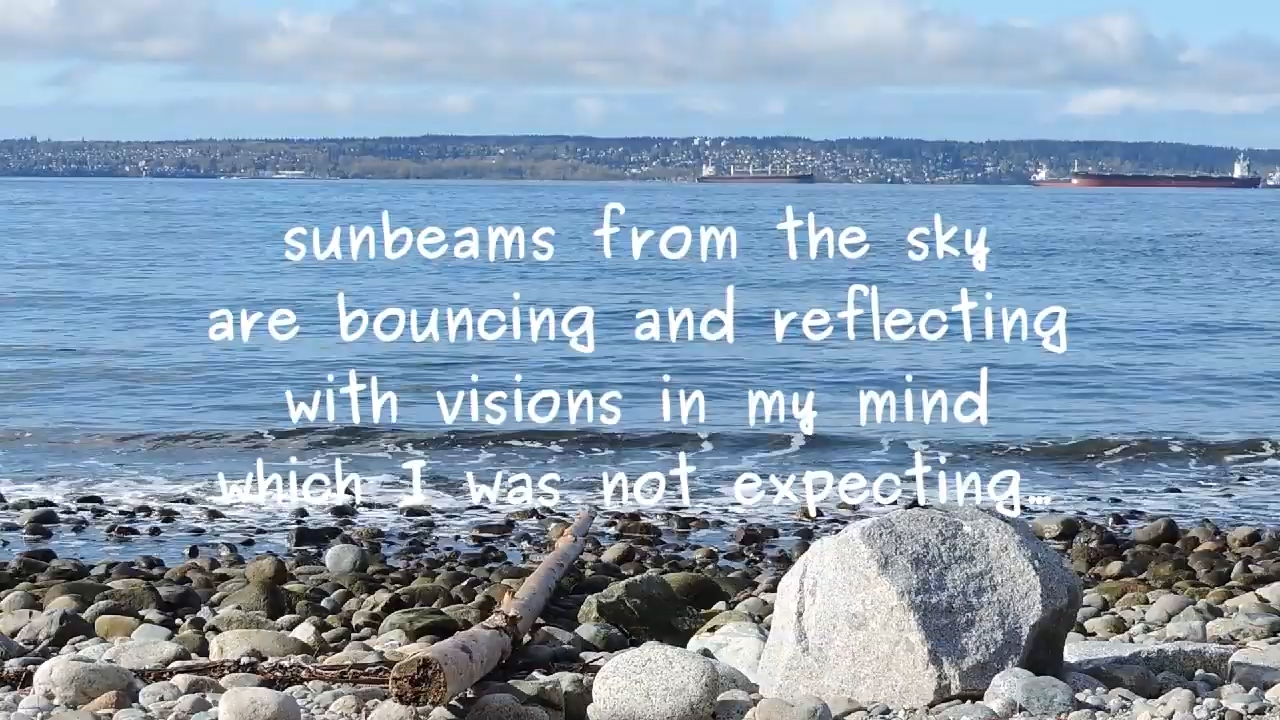 sunbeams from the sky
are bouncing and reflecting
with visions in my mind
which I was not expecting...